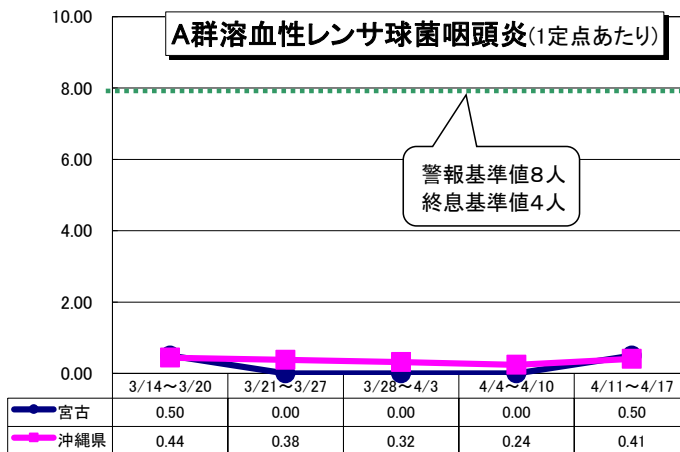 A群溶血性レンサ球菌咽頭炎(1定点あたり)
10.00
8.00
6.00
4.00
2.00
0.00
警報基準値8人
終息基準値4人
3/14～3/20 3/21～3/27 3/28～4/3 4/4～4/10 4/11～4/17
宮古 0.50 0.00 0.00 0.00 0.50
沖縄県 0.44 0.38 0.32 0.24 0.41